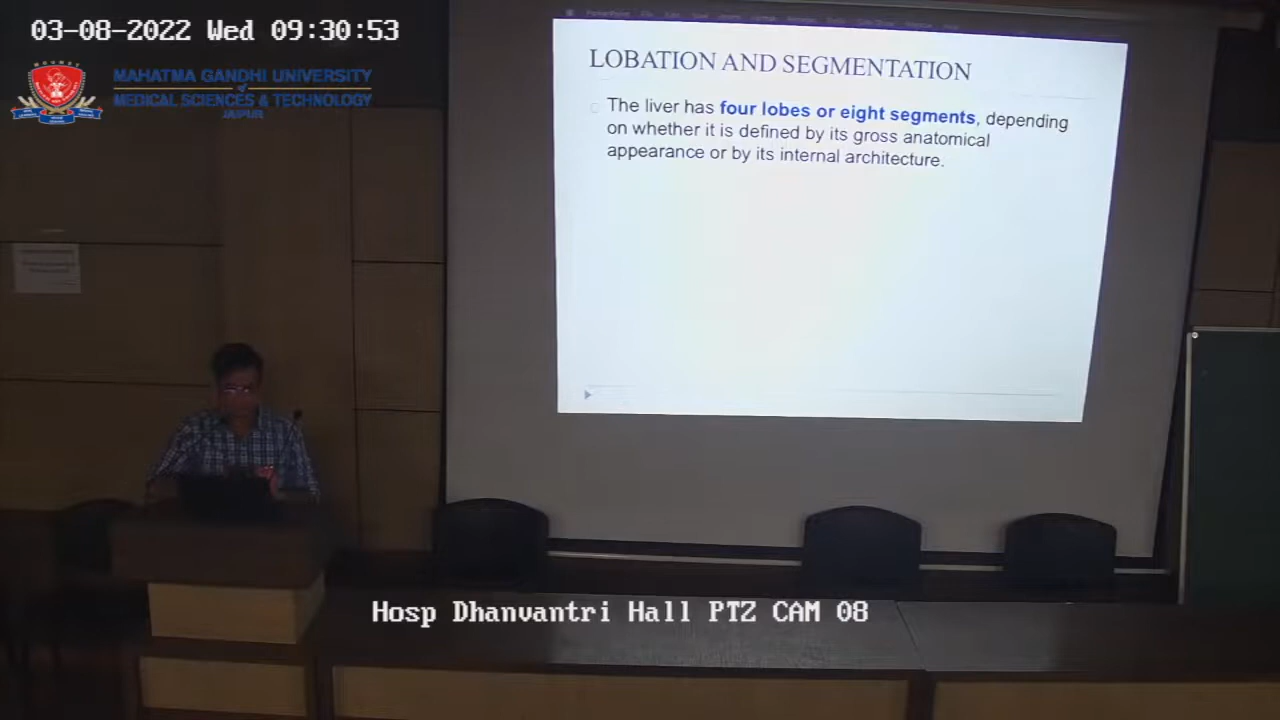 03-08-2022 Wed 09:30:53
MAHATMA GANDHI UNIVERSITY
of
MEDICAL SCIENCES & TECHNOLOGY
JAIPUR
LOBATION AND SEGMENTATION
The liver has four lobes or eight segments, depending
on whether it is defined by its gross anatomical
appearance or by its internal architecture.
Hosp Dhanvantri Hall PTZ CAM 08